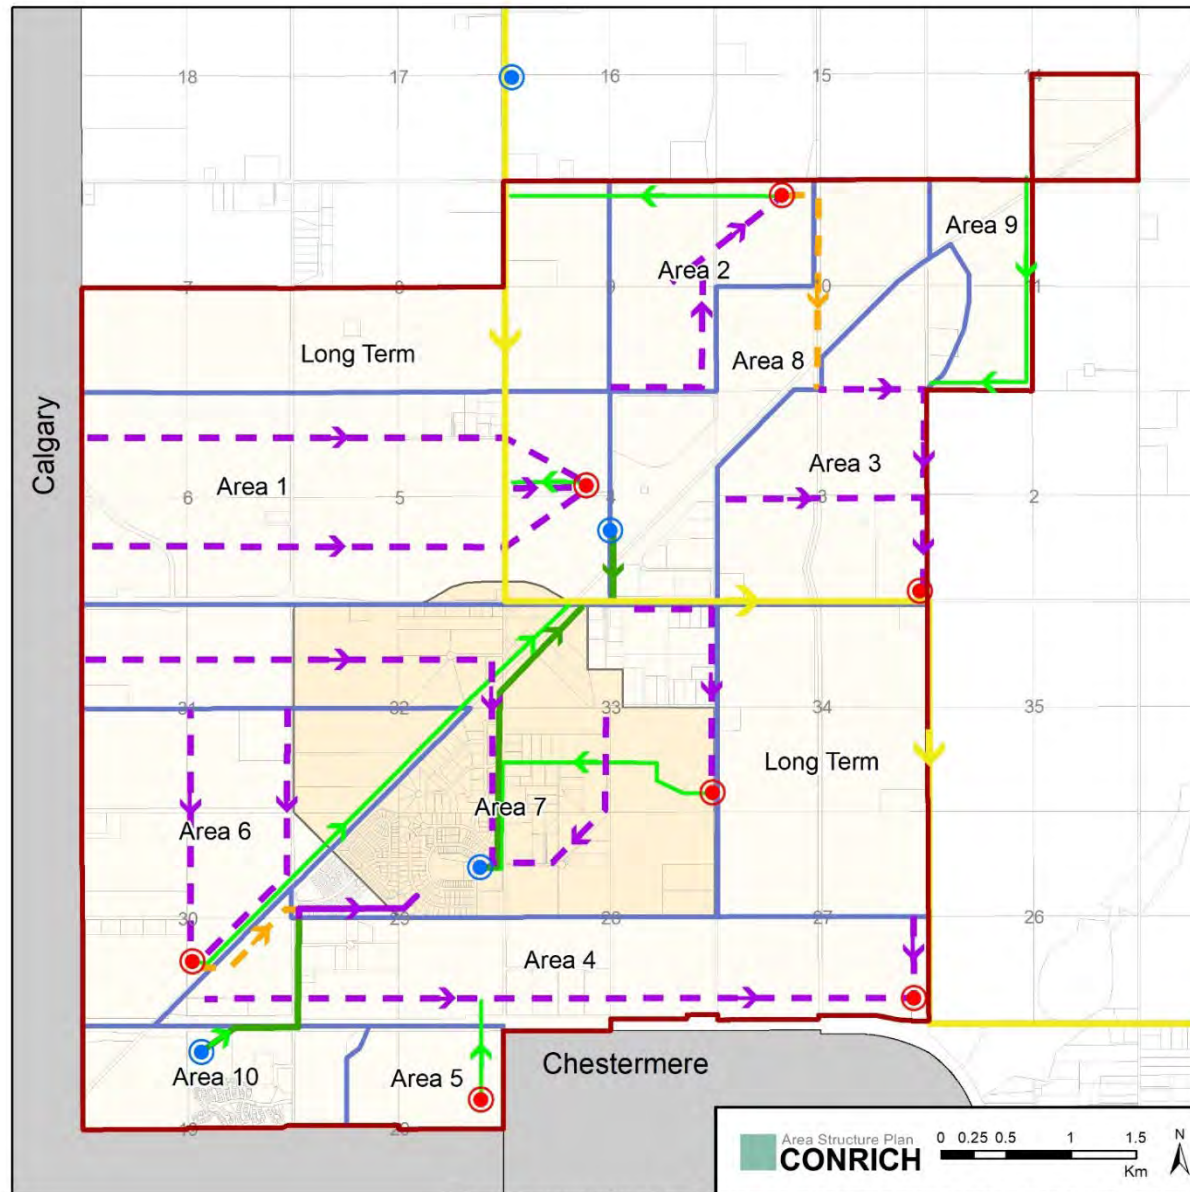 18 17 16 15 14
Area 9
Area 2
7 8 9 10 11
Long Term
Area 8
Calgary
Area 3
Area 1
6 5 4 3 2
31 32 33 34 35
Long Term
Area 7
Area 6
30 29 28 27 26
Area 4
Chestermere
Area 10
Area 5
19 20
Area Structure Plan
CONRICH
0 0.25 0.5 1 1.5
Km
N